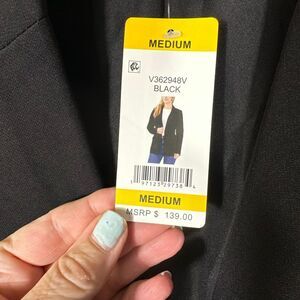 MEDIUM
V362948V
BLACK
MEDIUM
MSRP $ 139.00